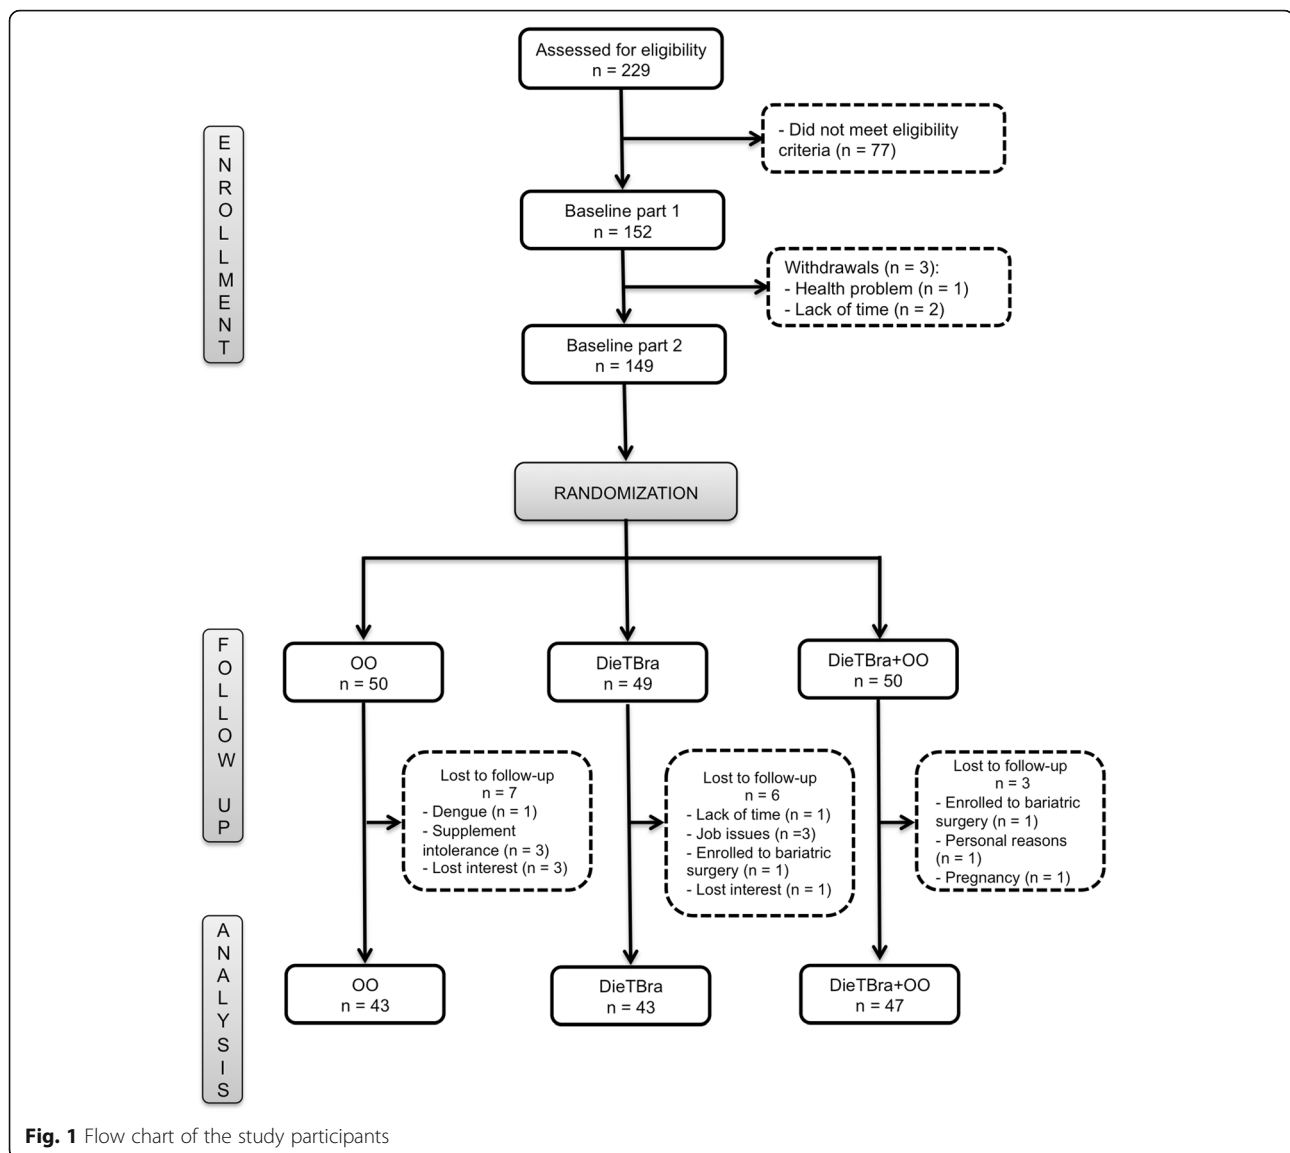 Assessed for eligibility
n = 229
- Did not meet eligibility
criteria (n = 77)
ENROLLMENT
Baseline part 1
n = 152
Withdrawals (n = 3):
- Health problem (n = 1)
- Lack of time (n = 2)
Baseline part 2
n = 149
RANDOMIZATION
FOLLOW UP
OO
n = 50
DieTBra
n = 49
DieTBra+OO
n = 50
Lost to follow-up
n = 7
- Dengue (n = 1)
- Supplement
intolerance (n = 3)
- Lost interest (n = 3)
Lost to follow-up
n = 6
- Lack of time (n = 1)
- Job issues (n =3)
- Enrolled to bariatric
surgery (n = 1)
- Lost interest (n = 1)
Lost to follow-up
n = 3
- Enrolled to bariatric
surgery (n = 1)
- Personal reasons
(n = 1)
- Pregnancy (n = 1)
ANALYSIS
OO
n = 43
DieTBra
n = 43
DieTBra+OO
n = 47
Fig. 1 Flow chart of the study participants